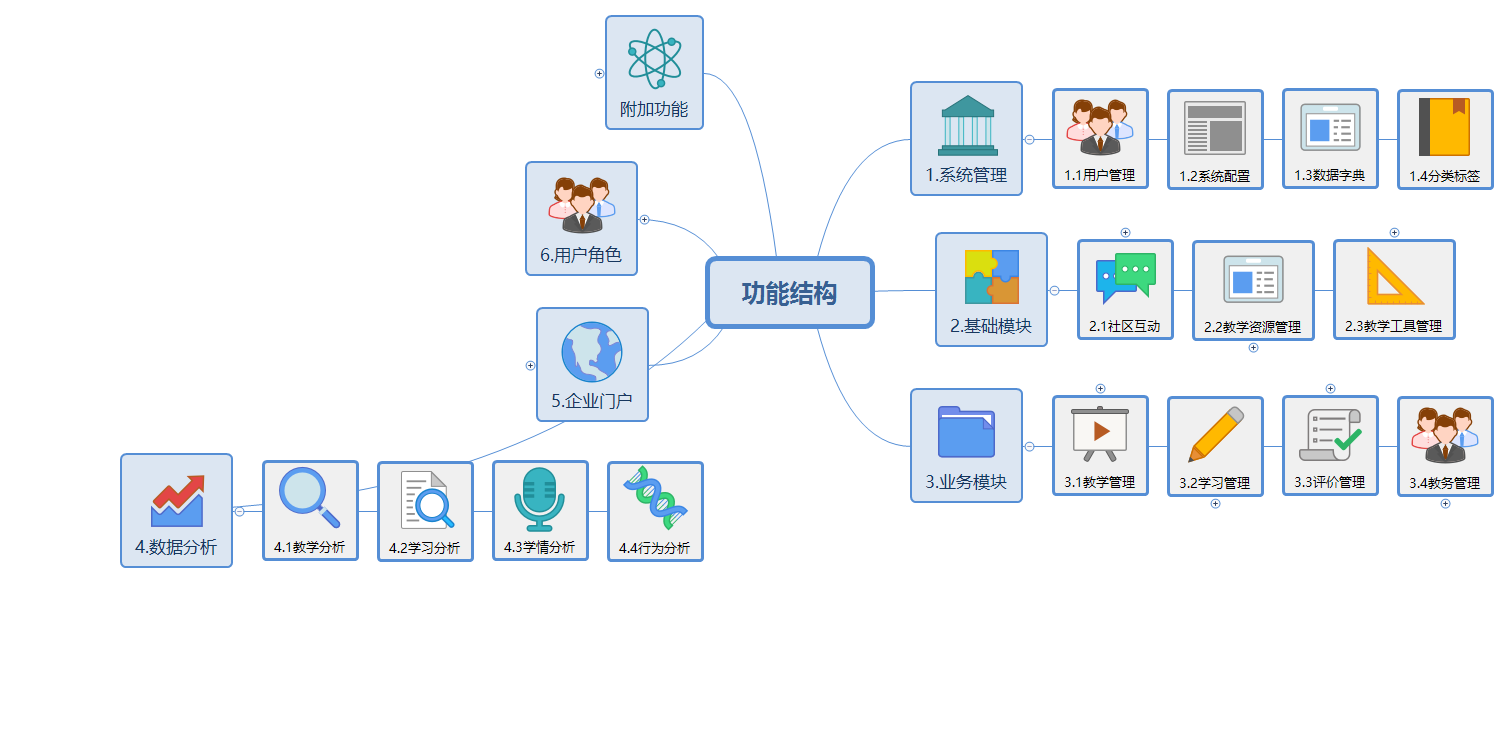 附加功能
1.系统管理
1.1用户管理
1.2系统配置
1.3数据字典
1.4分类标签
6.用户角色
功能结构
2.基础模块
2.1社区互动
2.2教学资源管理
2.3教学工具管理
5.企业门户
3.业务模块
3.1教学管理
3.2学习管理
3.3评价管理
3.4教务管理
4.数据分析
4.1教学分析
4.2学习分析
4.3学情分析
4.4行为分析